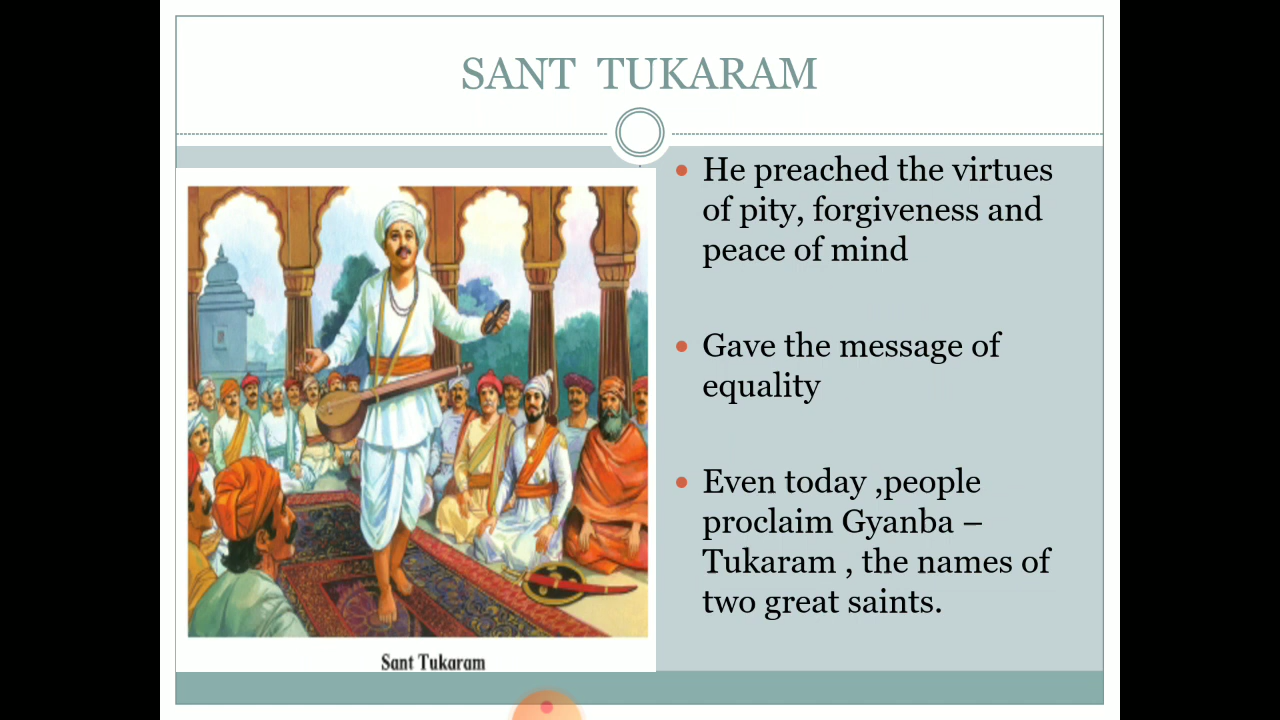 SANT TUKARAM
He preached the virtues
of pity, forgiveness and
peace of mind
Gave the message of
equality
Even today ,people
proclaim Gyanba –
Tukaram , the names of
two great saints.
Sant Tukaram